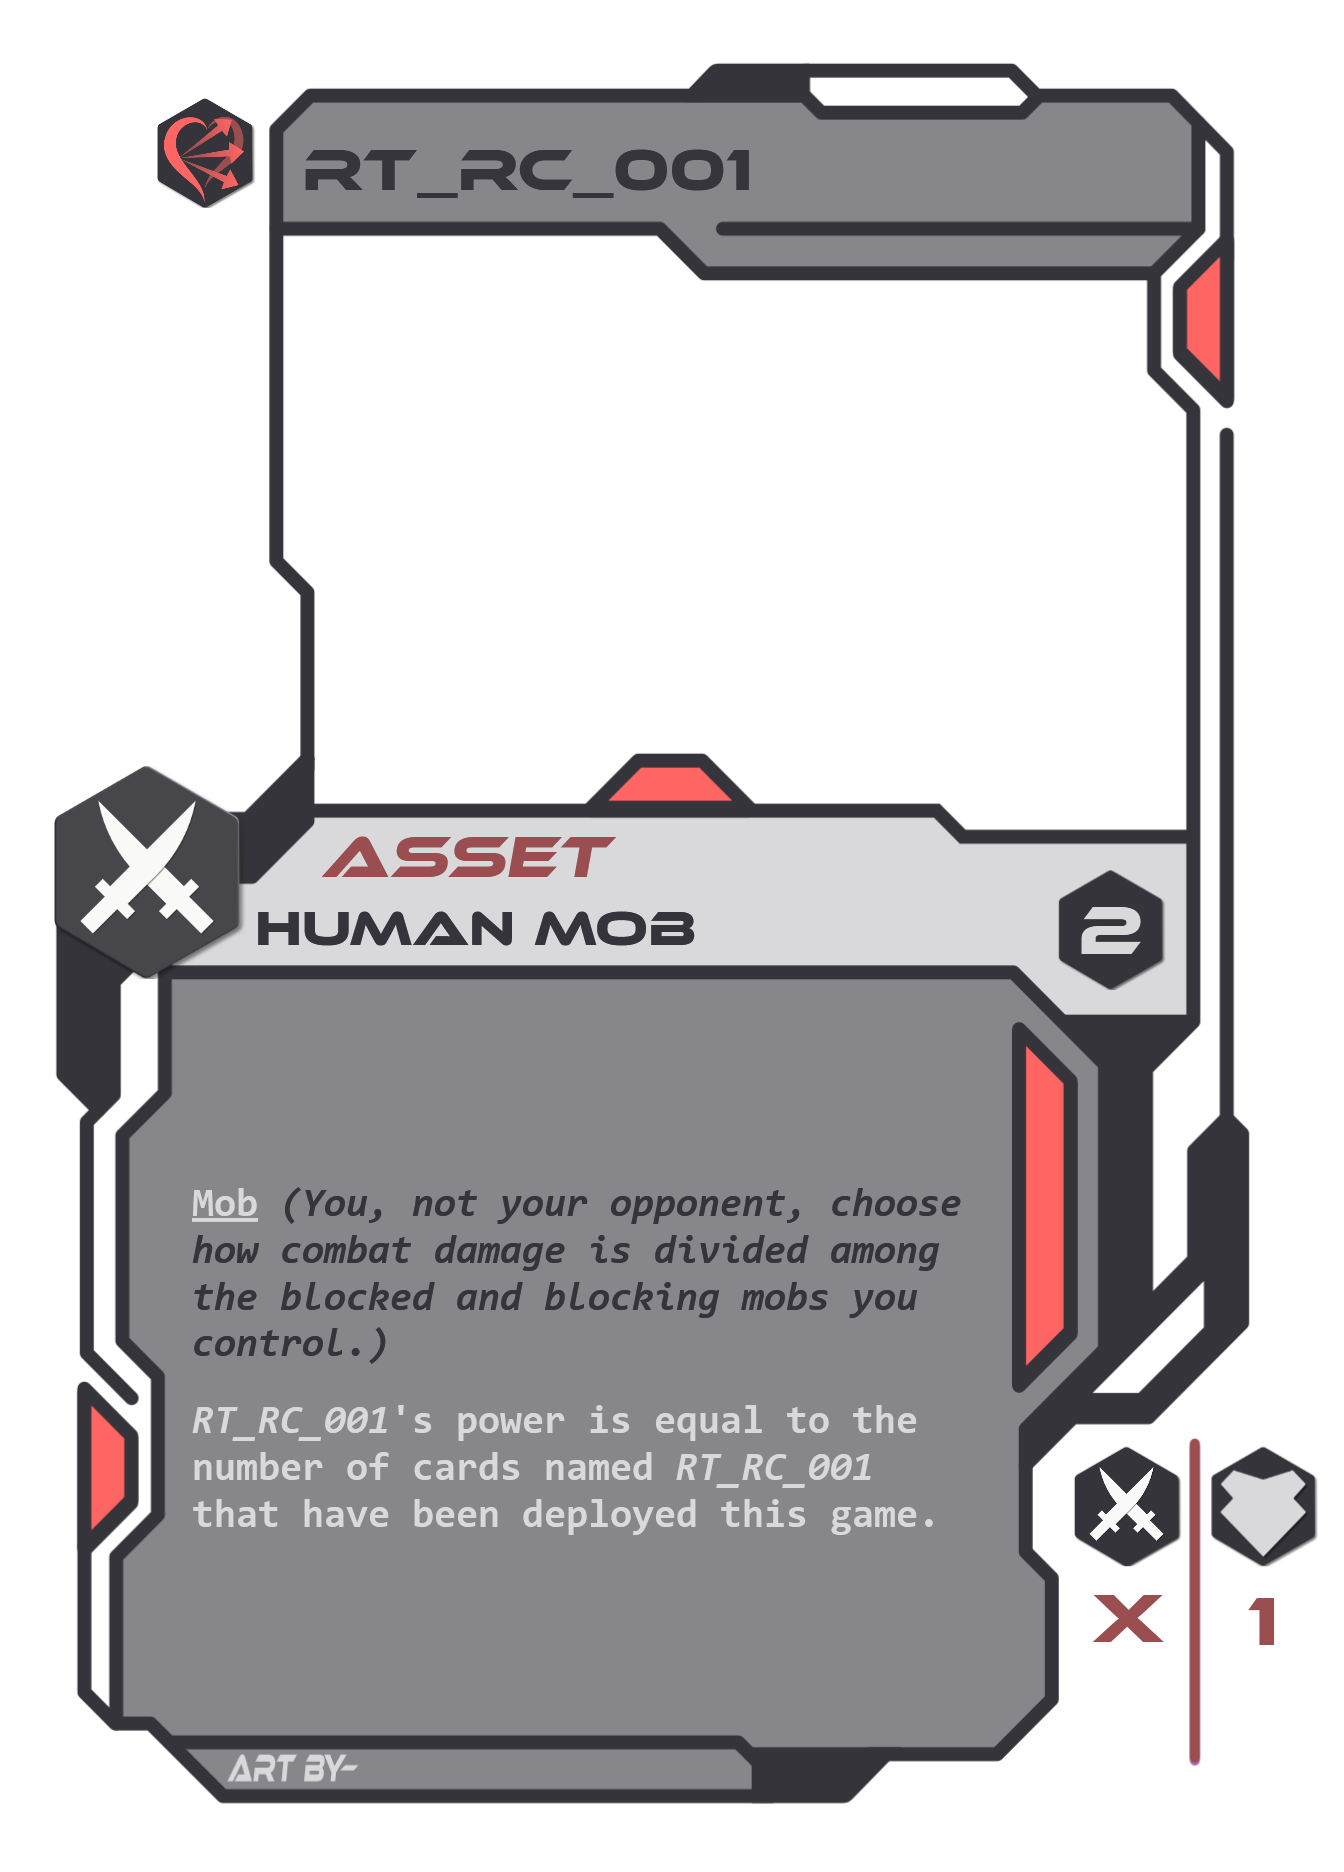 RT_RC_001
ASSET
HUMAN MOB
2
Mob (You, not your opponent, choose
how combat damage is divided among
the blocked and blocking mobs you
control.)
RT_RC_001's power is equal to the
number of cards named RT_RC_001
that have been deployed this game.
X 1
ART BY-